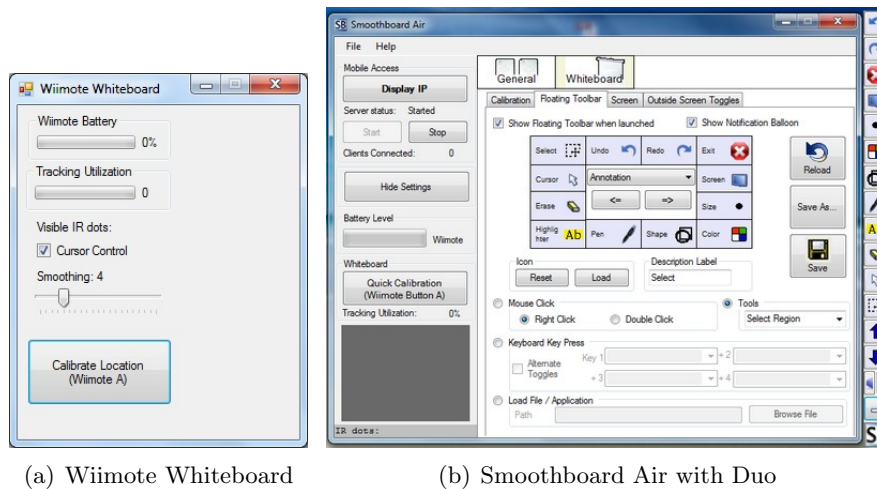 Wiimote Whiteboard
Wiimote Battery
0%
Tracking Utilization
0
Visible IR dots:
Cursor Control
Smoothing: 4
Calibrate Location
(Wiimote A)
(a) Wiimote Whiteboard
SB Smoothboard Air
File Help
Mobile Access
Display IP
Server status: Started
Start Stop
Clients Connected: 0
Hide Settings
Battery Level
Wiimote
Whiteboard
Quick Calibration
(Wiimote Button A)
Tracking Utilization: 0%
IR dots:
General Whiteboard
Calibration Floating Toolbar Screen Outside Screen Toggles
Show Floating Toolbar when launched Show Notification Balloon
Select Undo Redo Exit
Cursor Annotation Screen
Erase <= => Size
Highlig
hter Ab Pen Shape Color
Reload
Save As...
Save
Icon Description Label
Reset Load Select
Mouse Click Tools
Right Click Double Click Select Region
Keyboard Key Press
Alternate
Toggles
Key 1 + 2
+ 3 + 4
Load File / Application
Path Browse File
A
S
(b) Smoothboard Air with Duo